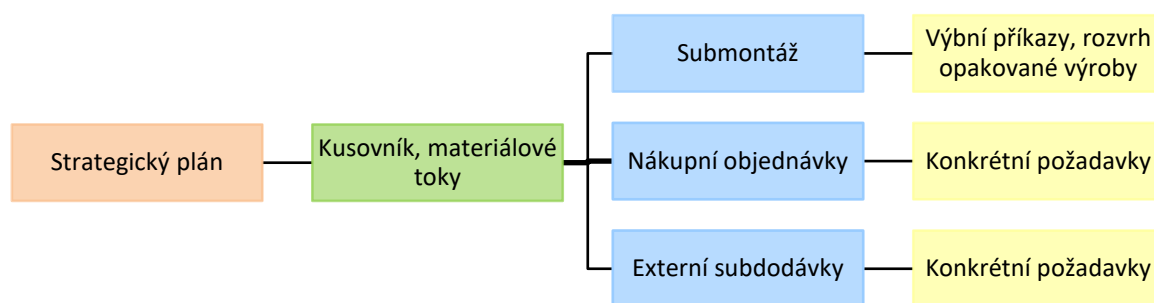 Strategický plán
Kusovník, materiálové
toky
Submontáž
Výbní příkazy, rozvrh
opakované výroby
Nákupní objednávky
Konkrétní požadavky
Externí subdodávky
Konkrétní požadavky